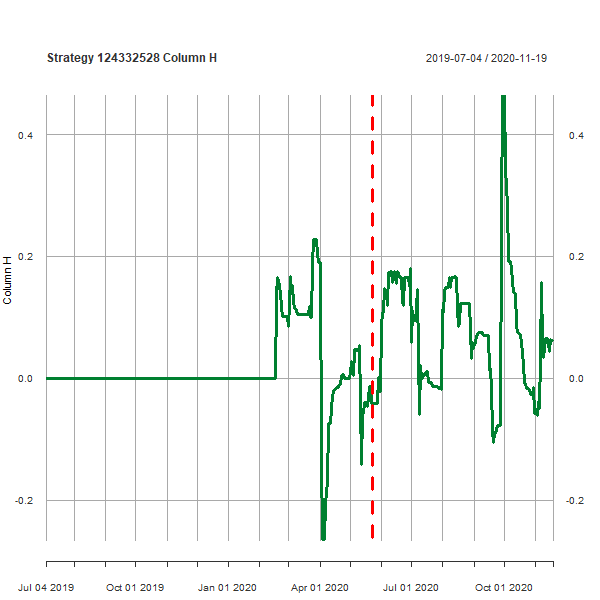 Strategy 124332528 Column H
2019-07-04 / 2020-11-19
0.4
0.4
0.2
0.2
Column H
0.0
0.0
-0.2
-0.2
Jul 04 2019
Oct 01 2019
Jan 01 2020
Apr 01 2020
Jul 01 2020
Oct 01 2020